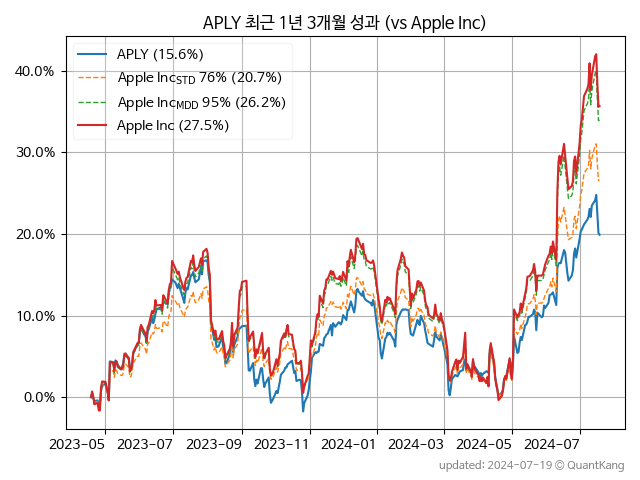 APLY 최근 1년 3개월 성과 (vs Apple Inc)
APLY (15.6%)
Apple IncSTD 76% (20.7%)
Apple IncMDD 95% (26.2%)
Apple Inc (27.5%)
40.0%
30.0%
20.0%
10.0%
0.0%
2023-05 2023-07 2023-09 2023-11 2024-01 2024-03 2024-05 2024-07
updated: 2024-07-19 © QuantKang